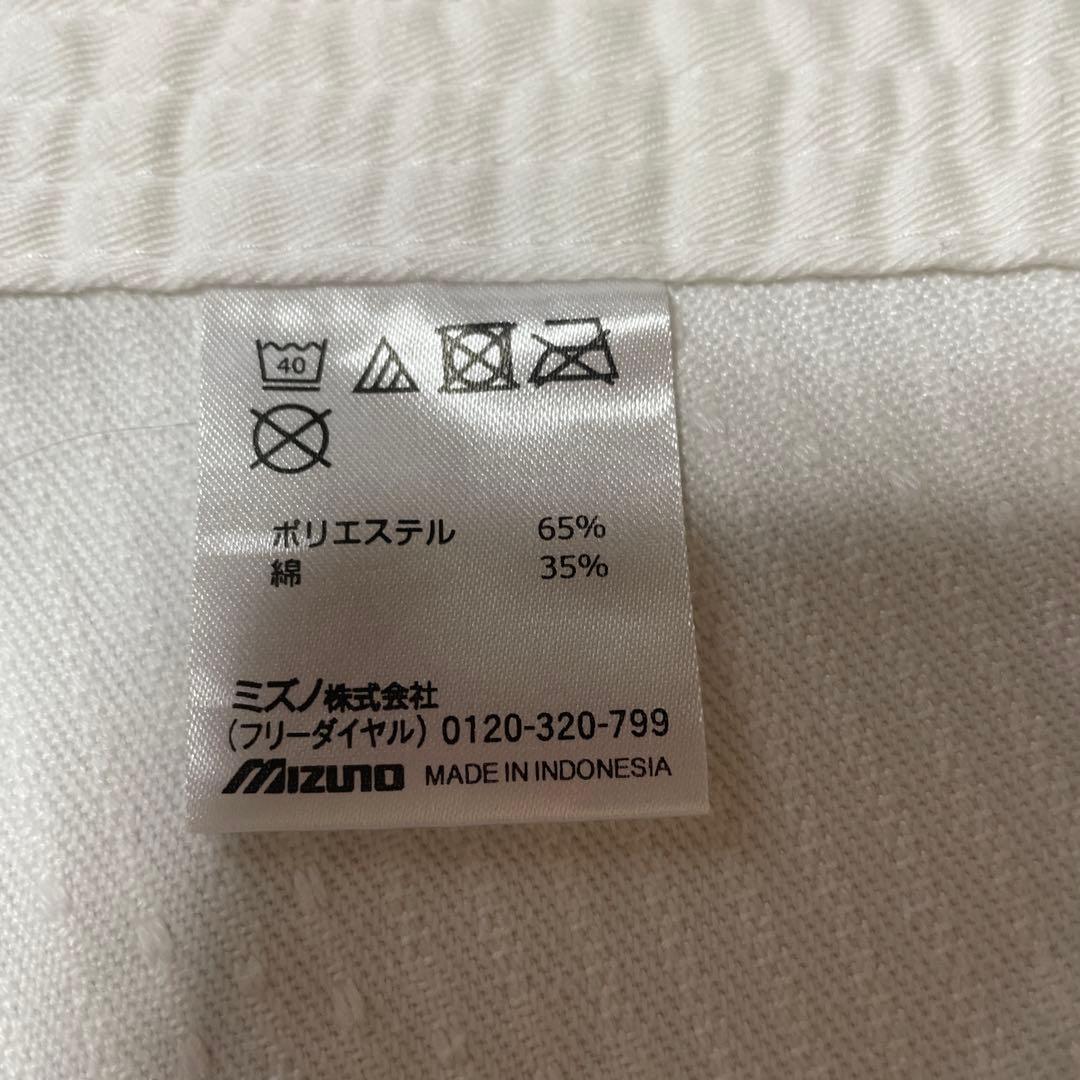 40
ポリエステル 65%
綿 35%
ミズノ株式会社
(フリーダイヤル) 0120-320-799
MIZUNO MADE IN INDONESIA